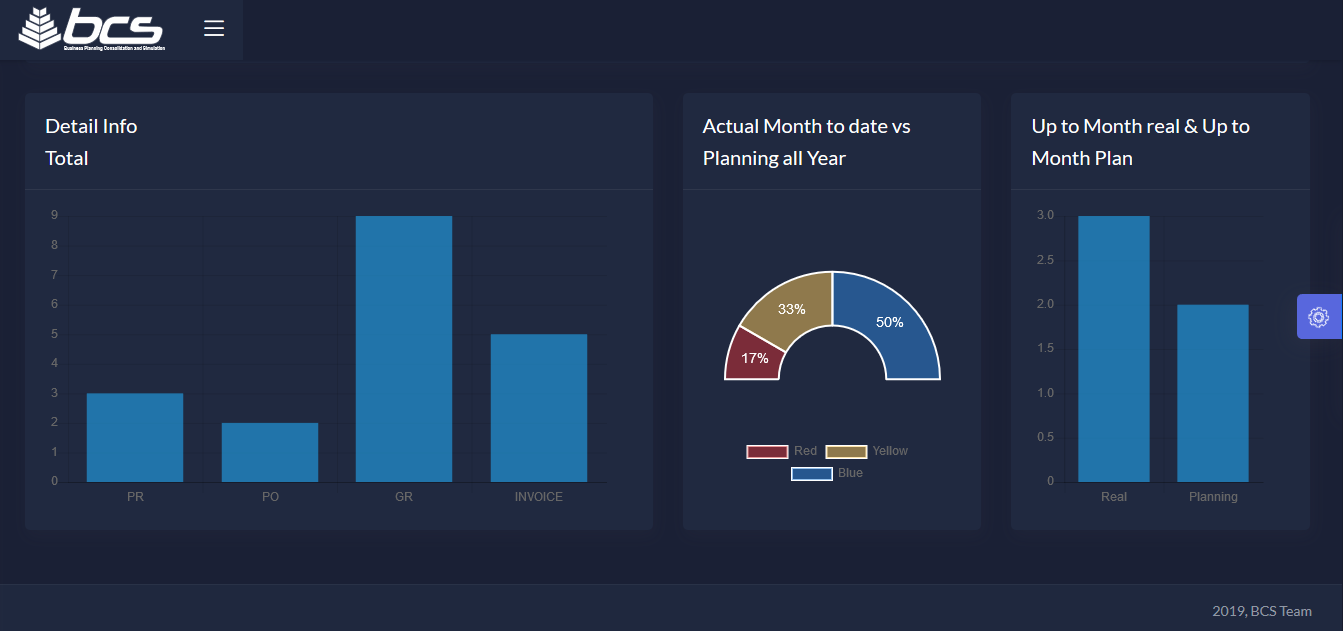 bcs
Business Planning Consolidation and Simulation
Detail Info
Total
9
8
7
6
5
4
3
2
1
0
PR PO GR INVOICE
Actual Month to date vs
Planning all Year
33%
50%
17%
Red Yellow
Blue
Up to Month real & Up to
Month Plan
3.0
2.5
2.0
1.5
1.0
0.5
0
Real Planning
2019, BCS Team